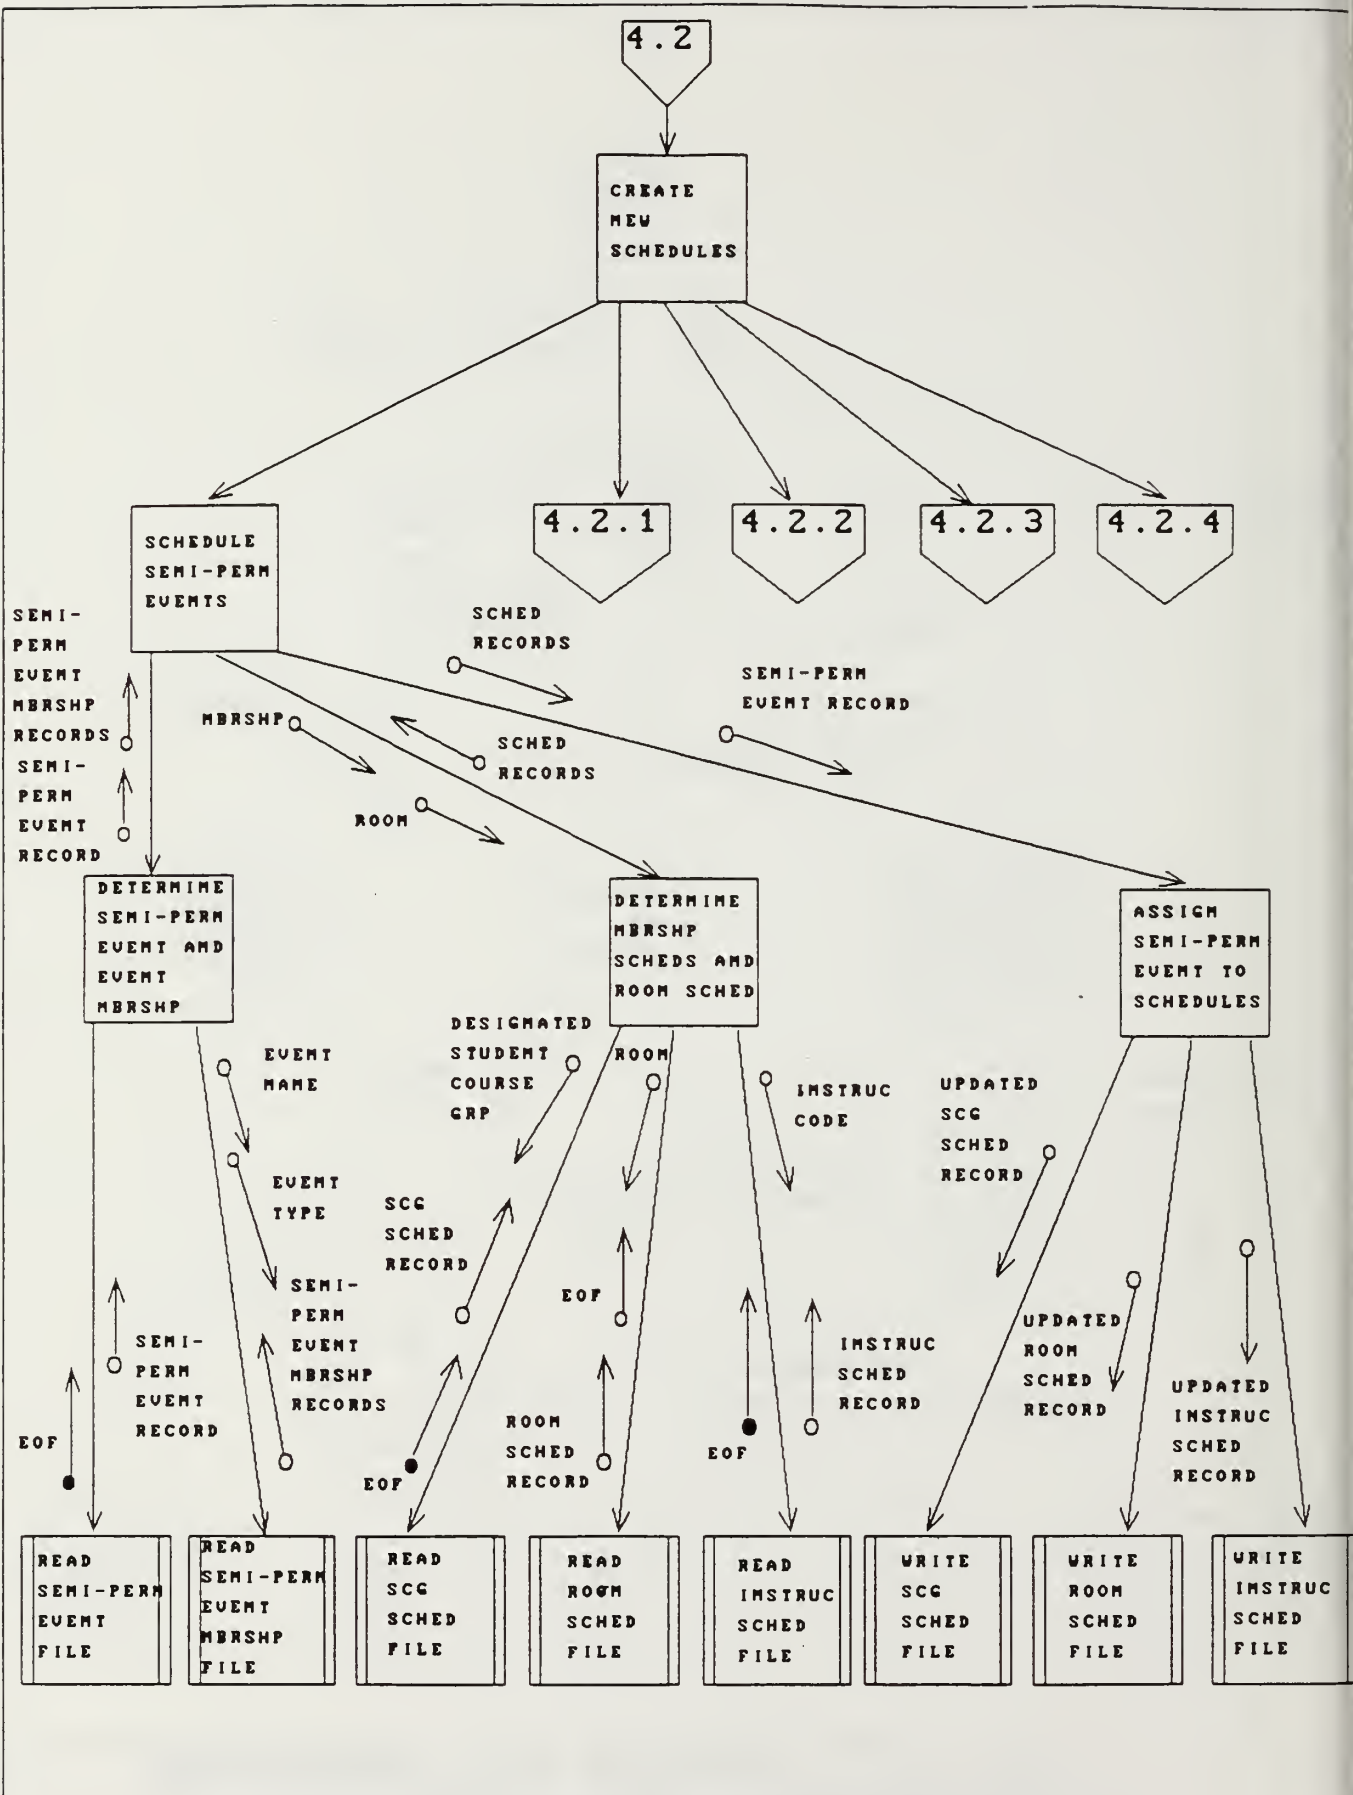 4.2
CREATE
NEW
SCHEDULES
SCHEDULE
SEMI-PERM
EVENTS
4.2.1
4.2.2
4.2.3
4.2.4
SEMI-
PERM
EVENT
MBRSHP
RECORDS
SEMI-
PERM
EVENT
RECORD
MBRSHP
ROOM
SCHED
RECORDS
SCHED
RECORDS
SEMI-PERM
EVENT RECORD
DETERMINE
SEMI-PERM
EVENT AND
EVENT
MBRSHP
DETERMINE
MBRSHP
SCHEDS AND
ROOM SCHED
ASSIGN
SEMI-PERM
EVENT TO
SCHEDULES
EVENT
NAME
EVENT
TYPE
SEMI-
PERM
EVENT
MBRSHP
RECORDS
SEMI-
PERM
EVENT
RECORD
EOF
DESIGNATED
STUDENT
COURSE
GRP
SCG
SCHED
RECORD
EOF
ROOM
EOF
ROOM
SCHED
RECORD
INSTRUC
CODE
INSTRUC
SCHED
RECORD
EOF
UPDATED
SCG
SCHED
RECORD
UPDATED
ROOM
SCHED
RECORD
UPDATED
INSTRUC
SCHED
RECORD
READ
SEMI-PERM
EVENT
FILE
READ
SEMI-PERM
EVENT
MBRSHP
FILE
READ
SCG
SCHED
FILE
READ
ROOM
SCHED
FILE
READ
INSTRUC
SCHED
FILE
WRITE
SCG
SCHED
FILE
WRITE
ROOM
SCHED
FILE
WRITE
INSTRUC
SCHED
FILE